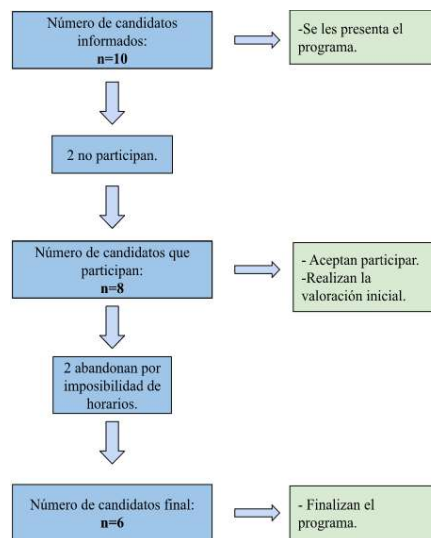 Número de candidatos
informados:
n=10
-Se les presenta el
programa.
2 no participan.
Número de candidatos que
participan:
n=8
- Aceptan participar.
-Realizan la
valoración inicial.
2 abandonan por
imposibilidad de
horarios.
Número de candidatos final:
n=6
- Finalizan el
programa.